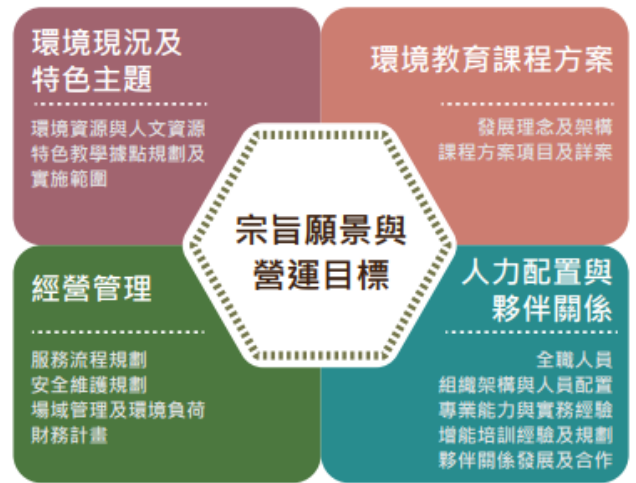 環境現況及
特色主題
環境資源與人文資源
特色教學據點規劃及
實施範圍
環境教育課程方案
發展理念及架構
課程方案項目及詳案
宗旨願景與
營運目標
經營管理
服務流程規劃
安全維護規劃
場域管理及環境負荷
財務計畫
人力配置與
夥伴關係
全職人員
組織架構與人員配置
專業能力與實務經驗
增能培訓經驗及規劃
夥伴關係發展及合作